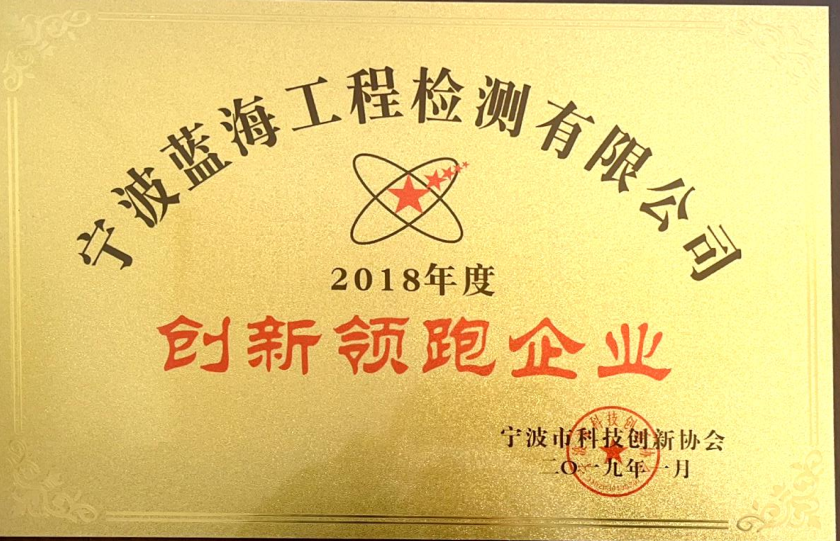 宁波蓝海工程检测有限公司
2018年度
创新领跑企业
宁波市科技创新协会
二〇一九年一月